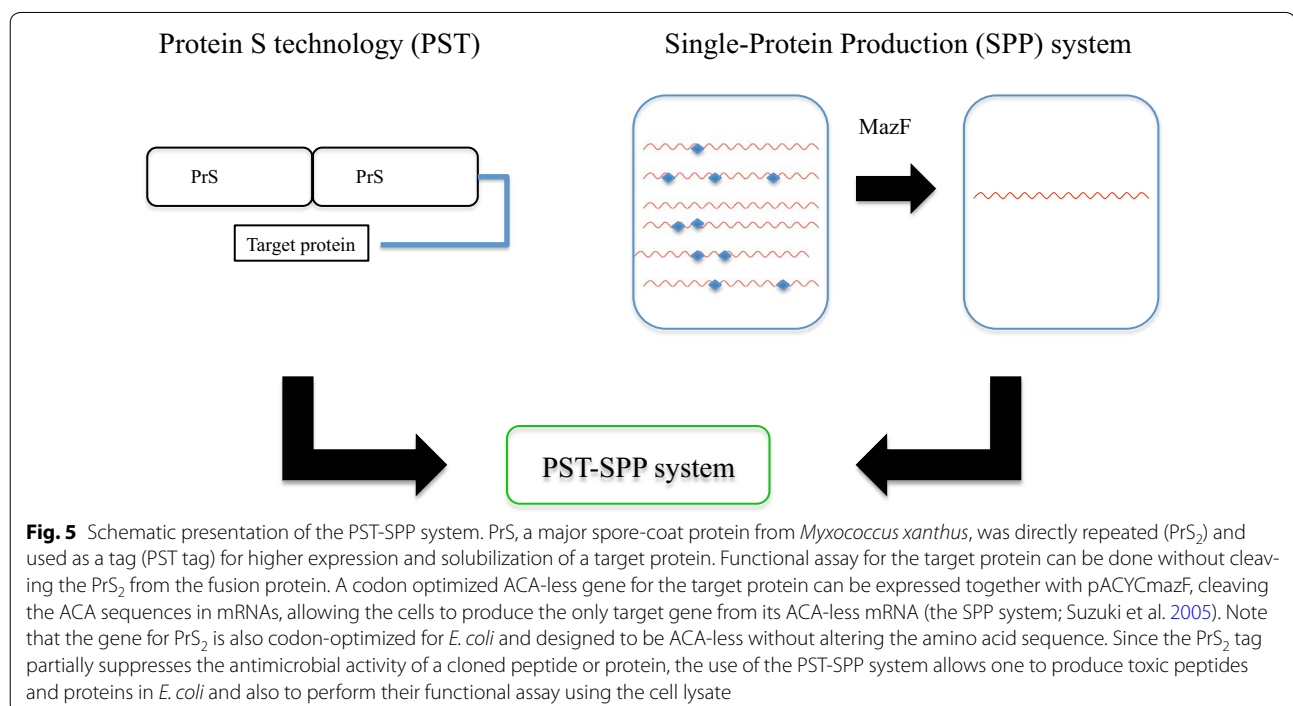 Protein S technology (PST)
Single-Protein Production (SPP) system
MazF
PrS
PrS
Target protein
PST-SPP system
Fig. 5 Schematic presentation of the PST-SPP system. PrS, a major spore-coat protein from Myxococcus xanthus, was directly repeated (PrS₂) and
used as a tag (PST tag) for higher expression and solubilization of a target protein. Functional assay for the target protein can be done without cleav-
ing the PrS₂ from the fusion protein. A codon optimized ACA-less gene for the target protein can be expressed together with pACYCmazF, cleaving
the ACA sequences in mRNAs, allowing the cells to produce the only target gene from its ACA-less mRNA (the SPP system; Suzuki et al. 2005). Note
that the gene for PrS₂ is also codon-optimized for E. coli and designed to be ACA-less without altering the amino acid sequence. Since the PrS₂ tag
partially suppresses the antimicrobial activity of a cloned peptide or protein, the use of the PST-SPP system allows one to produce toxic peptides
and proteins in E. coli and also to perform their functional assay using the cell lysate